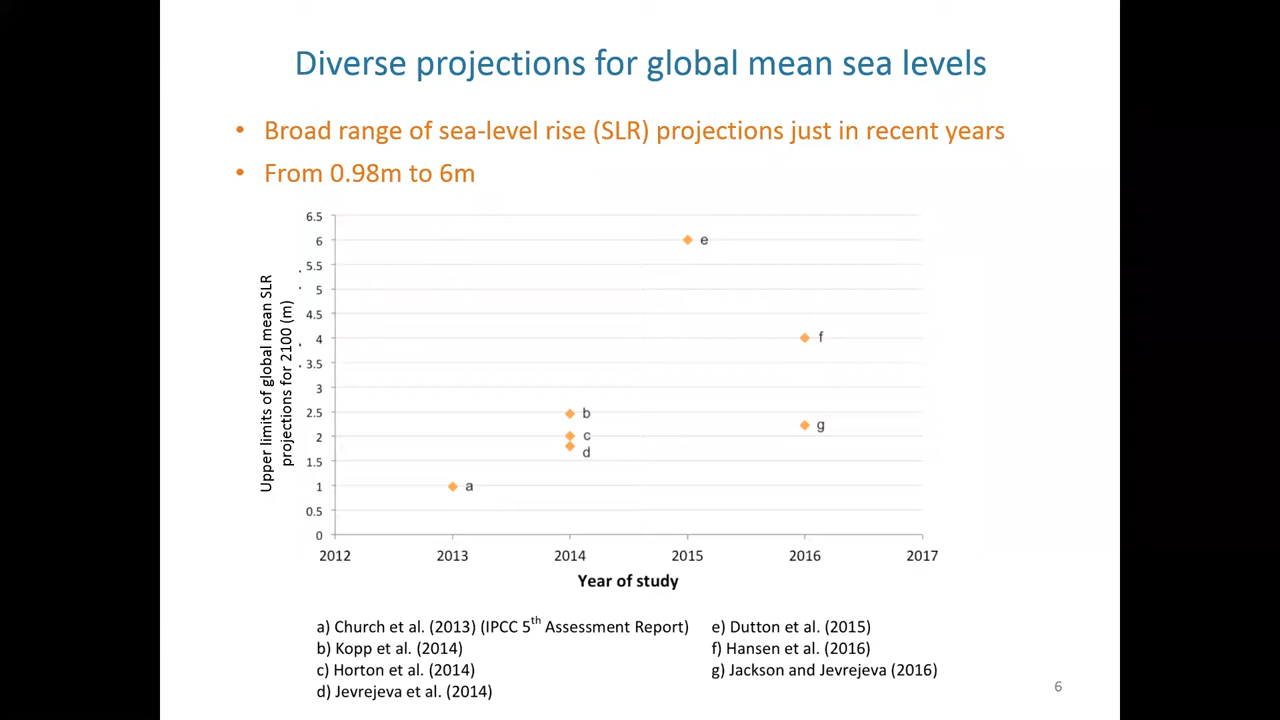 Diverse projections for global mean sea levels
• Broad range of sea-level rise (SLR) projections just in recent years
• From 0.98m to 6m
Upper limits of global mean SLR
projections for 2100 (m)
6.5
6
5.5
5
4.5
4
3.5
3
2.5
2
1.5
1
0.5
0
e
f
b
g
c
d
a
2012 2013 2014 2015 2016 2017
Year of study
a) Church et al. (2013) (IPCC 5th Assessment Report)
b) Kopp et al. (2014)
c) Horton et al. (2014)
d) Jevrejeva et al. (2014)
e) Dutton et al. (2015)
f) Hansen et al. (2016)
g) Jackson and Jevrejeva (2016)
6